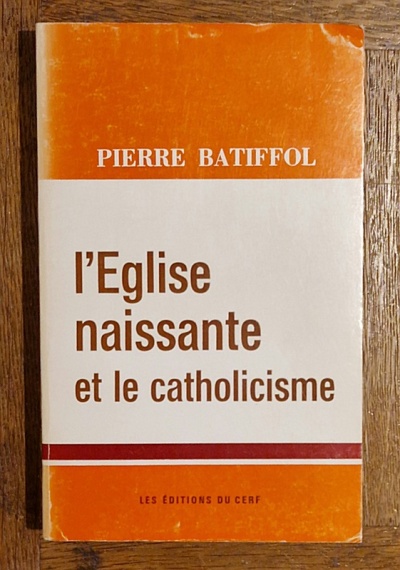 PIERRE BATIFFOL
l'Eglise
naissante
et le catholicisme
LES ÉDITIONS DU CERF